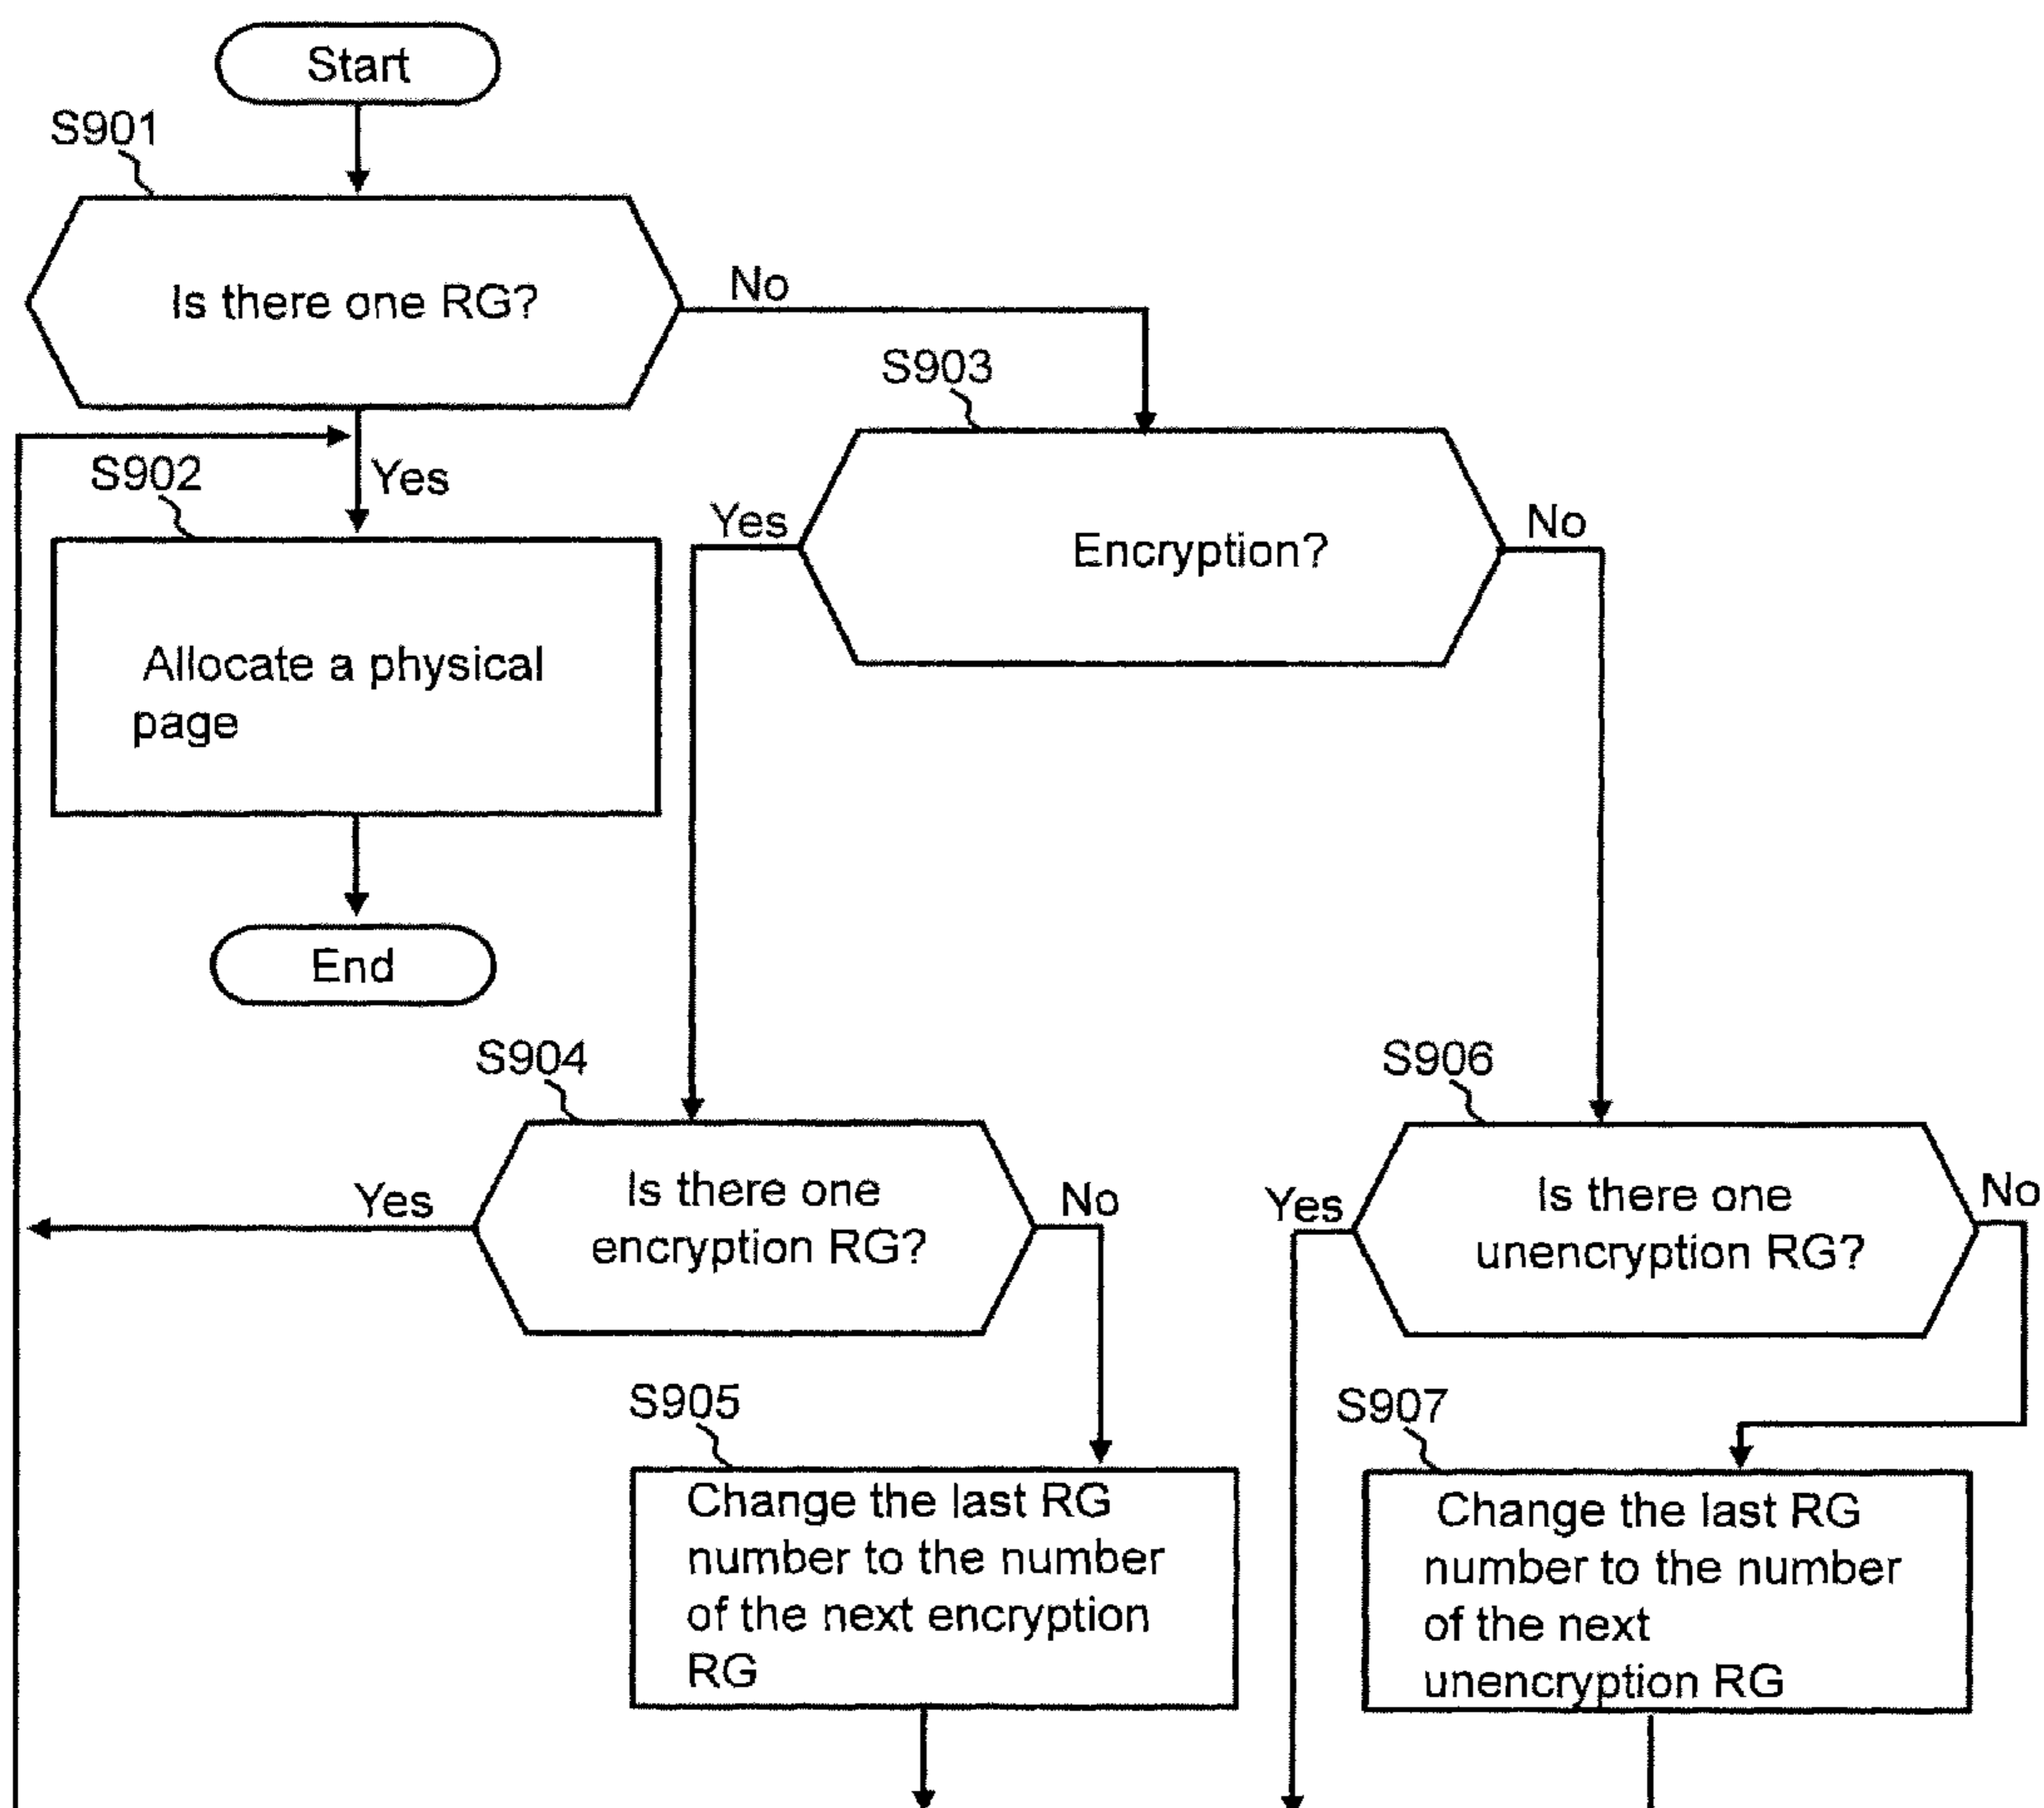 Start
S901
Is there one RG?
No
S903
S902
Yes
Yes
Encryption?
No
Allocate a physical
page
End
S904
S906
Yes
Is there one
encryption RG?
No
Yes
Is there one
unencryption RG?
No
S905
S907
Change the last RG
number to the number
of the next encryption
RG
Change the last RG
number to the number
of the next
unencryption RG